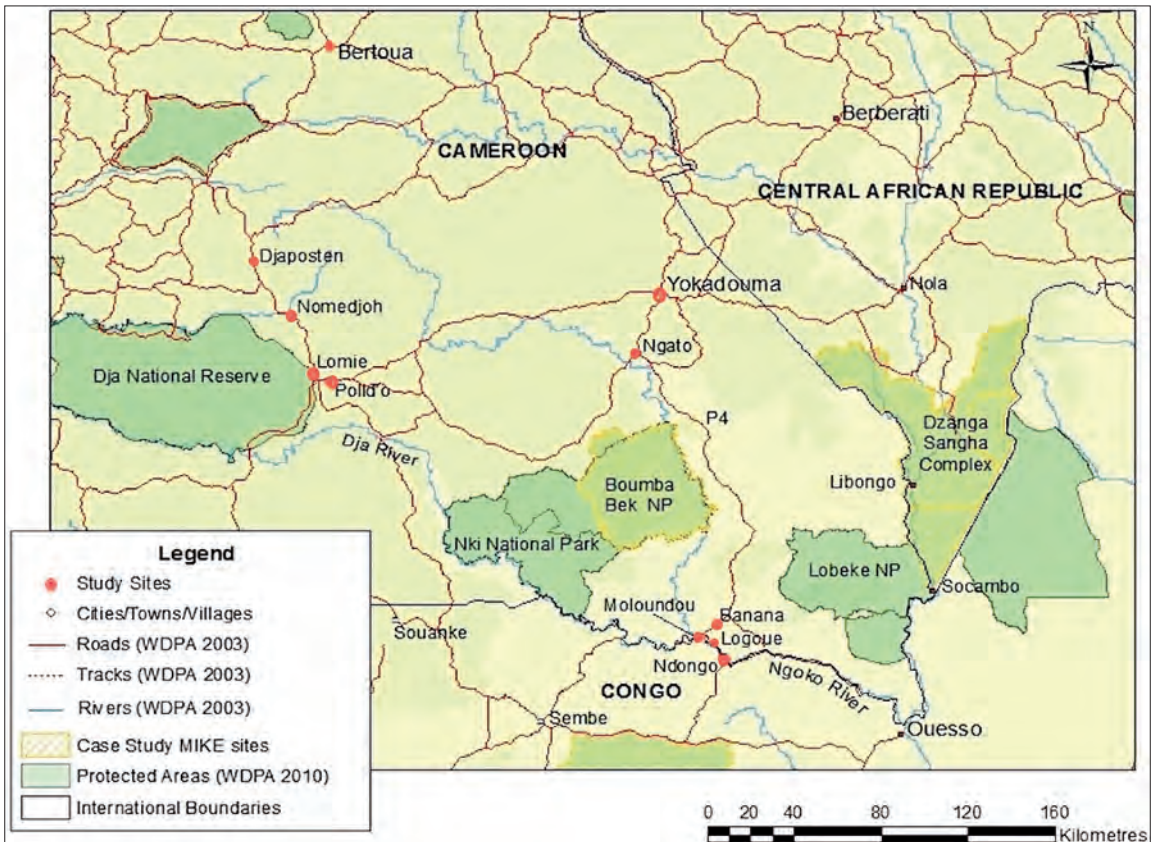 N
Bertoua
Berberati
CAMEROON
CENTRAL AFRICAN REPUBLIC
Djaposten
Yokadouma
Nola
Nomedjoh
Ngato
Lomie
Dja National Reserve
Polido
P4
Dja River
Dzanga
Sangha
Complex
Boumba
Bek NP
Libongo
Nki National Park
Lobeke NP
Socambo
Moloundou
Banana
Souanke
Logoue
Ndongo
CONGO
Ngoko River
Sembe
Ouesso
Legend
Study Sites
Cities/Towns/Villages
Roads (WDPA 2003)
Tracks (WDPA 2003)
Rivers (WDPA 2003)
Case Study MIKE sites
Protected Areas (WDPA 2010)
International Boundaries
0 20 40 80 120 160
Kilometres